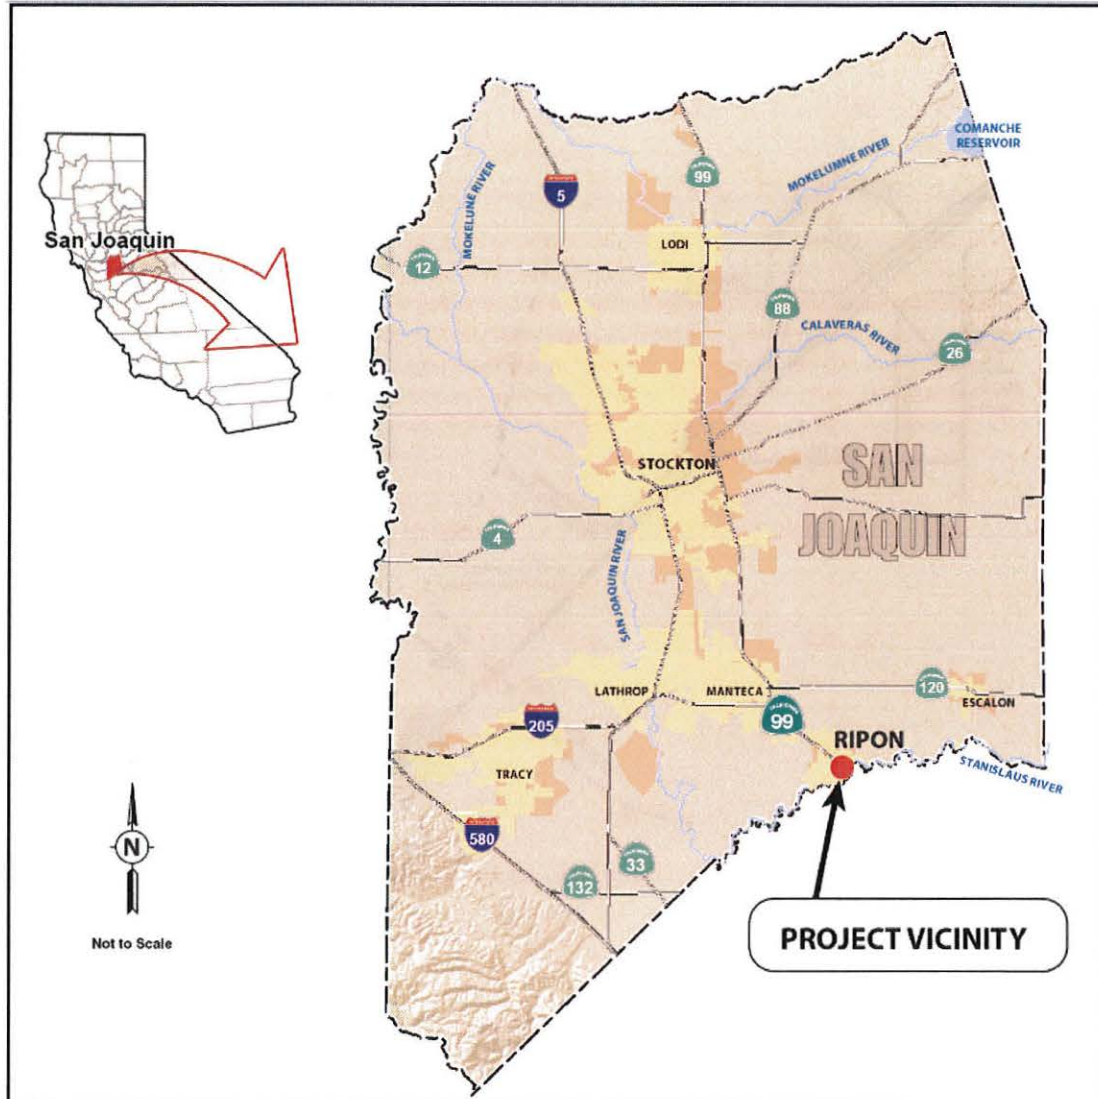 San Joaquin
MOKELUNE RIVER
5
99
MOKELUMNE RIVER
COMANCHE
RESERVOIR
LODI
12
88
CALAVERAS RIVER
26
STOCKTON
SAN
JOAQUIN
4
SAN JOAQUIN RIVER
LATHROP
MANTECA
120
ESCALON
205
99
RIPON
TRACY
STANISLAUS RIVER
580
33
132
N
Not to Scale
PROJECT VICINITY